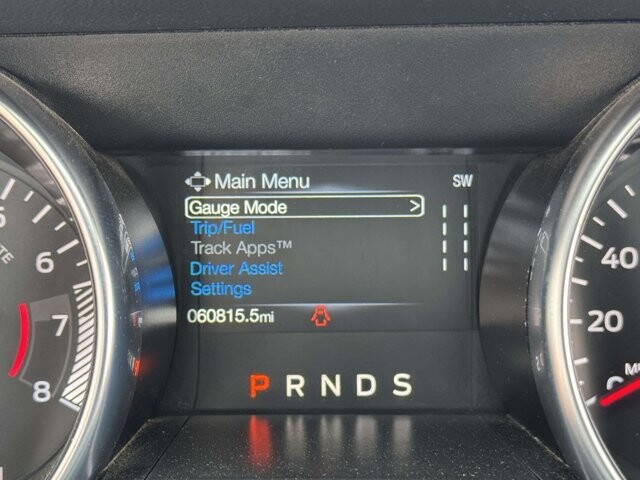 Main Menu SW
Gauge Mode >
Trip/Fuel
Track Apps™
Driver Assist
Settings
060815.5mi
P R N D S
6
7
8
40
20
0